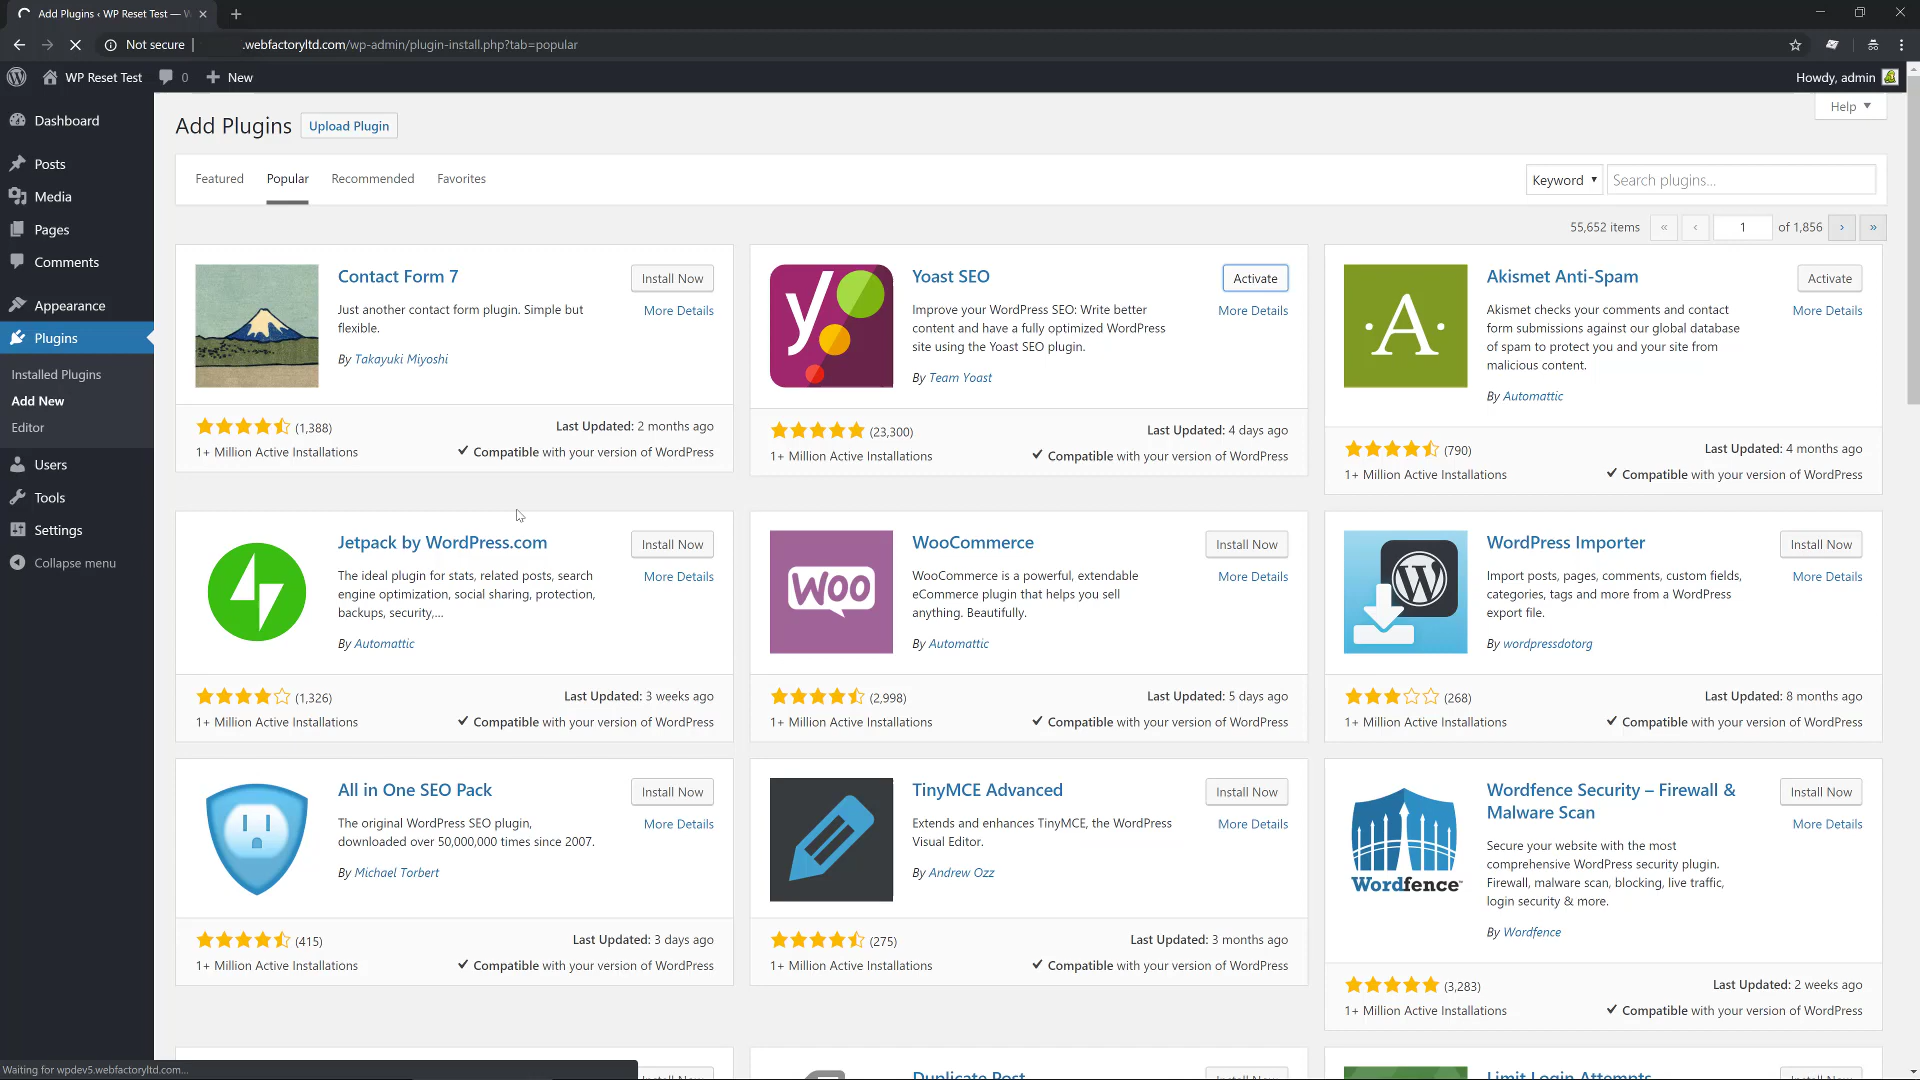 Add Plugins ‹ WP Reset Test — W
Not secure
.webfactoryltd.com/wp-admin/plugin-install.php?tab=popular
WP Reset Test
0
New
Howdy, admin
Dashboard
Posts
Media
Pages
Comments
Appearance
Plugins
Installed Plugins
Add New
Editor
Users
Tools
Settings
Collapse menu
Help
Add Plugins
Upload Plugin
Featured
Popular
Recommended
Favorites
Keyword
Search plugins...
55,652 items
«
‹
1
of 1,856
›
»
Contact Form 7
Install Now
More Details
Just another contact form plugin. Simple but
flexible.
By Takayuki Miyoshi
(1,388)
Last Updated: 2 months ago
1+ Million Active Installations
Compatible with your version of WordPress
y
Yoast SEO
Activate
More Details
Improve your WordPress SEO: Write better
content and have a fully optimized WordPress
site using the Yoast SEO plugin.
By Team Yoast
(23,300)
Last Updated: 4 days ago
1+ Million Active Installations
Compatible with your version of WordPress
·A·
Akismet Anti-Spam
Activate
More Details
Akismet checks your comments and contact
form submissions against our global database
of spam to protect you and your site from
malicious content.
By Automattic
(790)
Last Updated: 4 months ago
1+ Million Active Installations
Compatible with your version of WordPress
Jetpack by WordPress.com
Install Now
More Details
The ideal plugin for stats, related posts, search
engine optimization, social sharing, protection,
backups, security,...
By Automattic
(1,326)
Last Updated: 3 weeks ago
1+ Million Active Installations
Compatible with your version of WordPress
WOO
WooCommerce
Install Now
More Details
WooCommerce is a powerful, extendable
eCommerce plugin that helps you sell
anything. Beautifully.
By Automattic
(2,998)
Last Updated: 5 days ago
1+ Million Active Installations
Compatible with your version of WordPress
W
WordPress Importer
Install Now
More Details
Import posts, pages, comments, custom fields,
categories, tags and more from a WordPress
export file.
By wordpressdotorg
(268)
Last Updated: 8 months ago
1+ Million Active Installations
Compatible with your version of WordPress
All in One SEO Pack
Install Now
More Details
The original WordPress SEO plugin,
downloaded over 50,000,000 times since 2007.
By Michael Torbert
(415)
Last Updated: 3 days ago
1+ Million Active Installations
Compatible with your version of WordPress
TinyMCE Advanced
Install Now
More Details
Extends and enhances TinyMCE, the WordPress
Visual Editor.
By Andrew Ozz
(275)
Last Updated: 3 months ago
1+ Million Active Installations
Compatible with your version of WordPress
Wordfence
Wordfence Security – Firewall &
Malware Scan
Install Now
More Details
Secure your website with the most
comprehensive WordPress security plugin.
Firewall, malware scan, blocking, live traffic,
login security & more.
By Wordfence
(3,283)
Last Updated: 2 weeks ago
1+ Million Active Installations
Compatible with your version of WordPress
Install Now
Duplicate Post
Install Now
Limit Login Attempts
Install Now
Waiting for wpdev5.webfactoryltd.com...